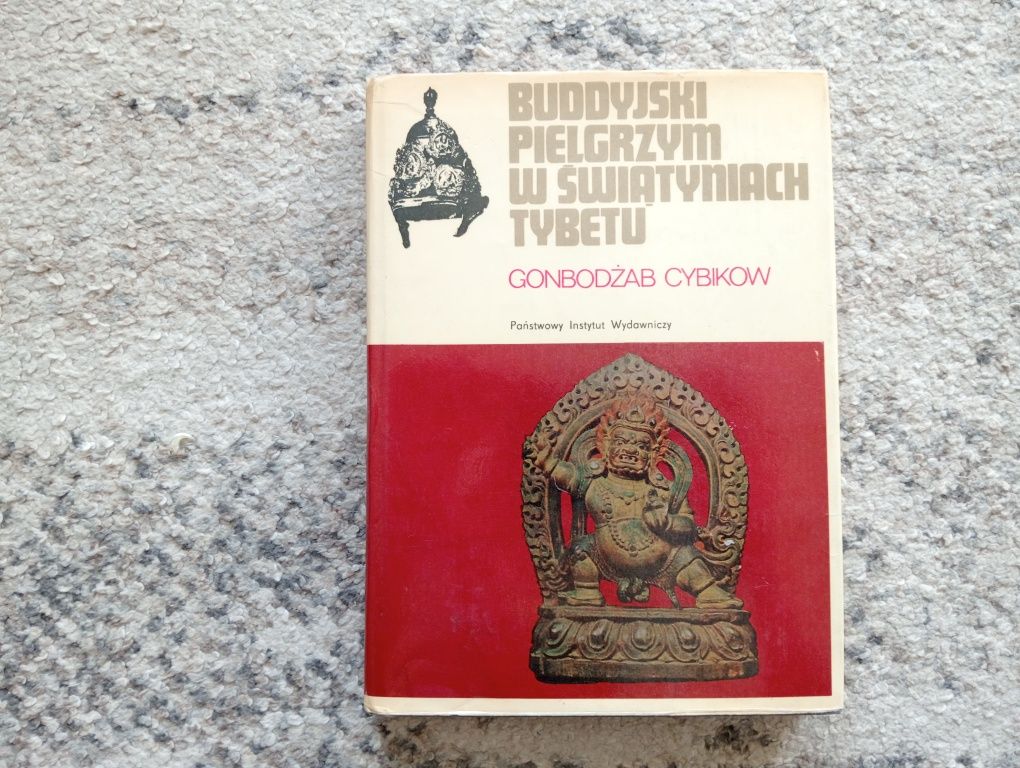 BUDDYJSKI
PIELGRZYM
W ŚWIĄTYNIACH
TYBETU
GONBODŻAB CYBIKOW
Państwowy Instytut Wydawniczy